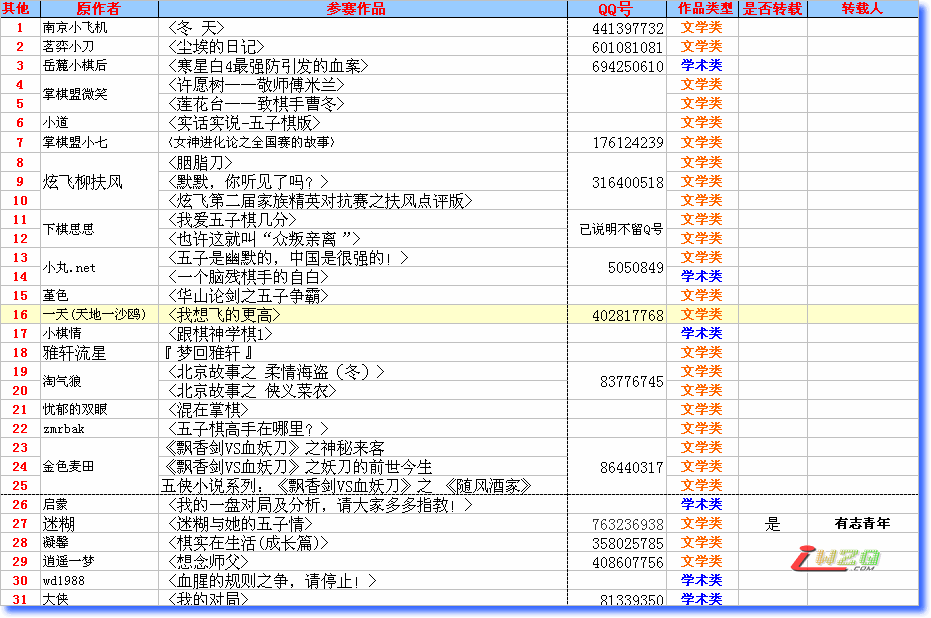 其他 原作者 参赛作品 QQ号 作品类型 是否转载 转载人
1 南京小飞机 〈冬 天〉 441397732 文学类
2 茗弈小刀 〈尘埃的日记〉 601081081 文学类
3 岳麓小棋后 〈寒星白4最强防引发的血案〉 694250610 学术类
4 掌棋盟微笑 〈许愿树——敬师傅米兰〉 文学类
5 〈莲花台——致棋手曹冬〉 文学类
6 小道 〈实话实说-五子棋版〉 文学类
7 掌棋盟小七 〈女神进化论之全国赛的故事〉 176124239 文学类
8 〈胭脂刀〉 文学类
9 炫飞柳扶风 〈默默，你听见了吗？〉 316400518 文学类
10 〈炫飞第二届家族精英对抗赛之扶风点评版〉 文学类
11 下棋思思 〈我爱五子棋几分〉 已说明不留Q号 文学类
12 〈也许这就叫“众叛亲离”〉 文学类
13 小丸.net 〈五子是幽默的，中国是很强的！〉 5050849 文学类
14 〈一个脑残棋手的自白〉 学术类
15 堇色 〈华山论剑之五子争霸〉 文学类
16 一天(天地一沙鸥) 〈我想飞的更高〉 402817768 文学类
17 小棋情 〈跟棋神学棋1〉 学术类
18 雅轩流星 『梦回雅轩』 文学类
19 淘气狼 〈北京故事之 柔情海盗（冬）〉 83776745 文学类
20 〈北京故事之 侠义菜农〉 文学类
21 忧郁的双眼 〈混在掌棋〉 文学类
22 zmrbak 〈五子棋高手在哪里？〉 文学类
23 《飘香剑VS血妖刀》之神秘来客 文学类
24 金色麦田 《飘香剑VS血妖刀》之妖刀的前世今生 86440317 文学类
25 五侠小说系列：《飘香剑VS血妖刀》之 《随风酒家》 文学类
26 启蒙 〈我的一盘对局及分析，请大家多多指教！〉 学术类
27 迷糊 〈迷糊与她的五子情〉 763236938 文学类 是 有志青年
28 凝馨 〈棋实在生活(成长篇)〉 358025785 文学类
29 逍遥一梦 〈想念师父〉 408607756 文学类
30 wd1988 〈血腥的规则之争，请停止！〉 学术类
31 大侠 〈我的对局〉 81339350 学术类
iWZQ
.COM